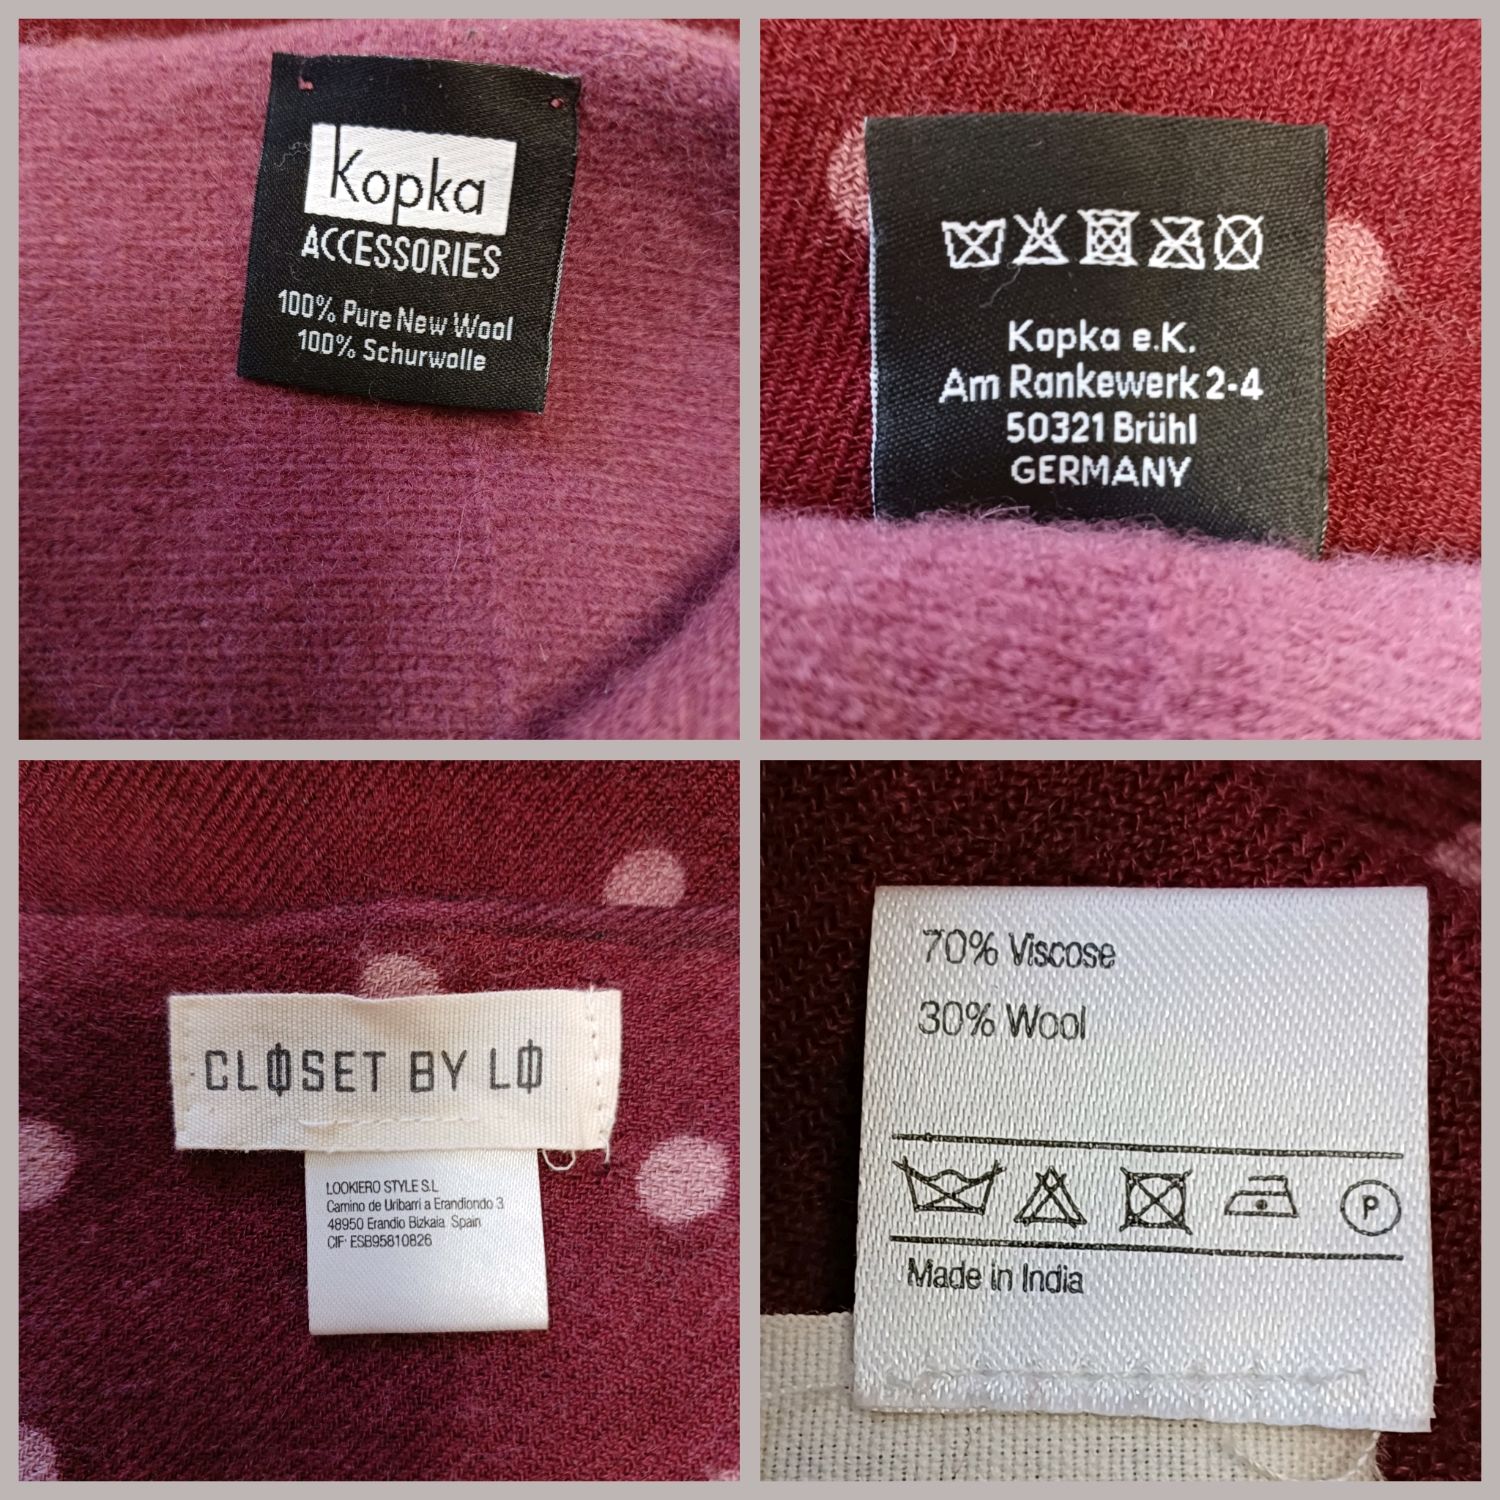 Kopka
ACCESSORIES
100% Pure New Wool
100% Schurwolle
Kopka e.K.
Am Rankewerk 2-4
50321 Brühl
GERMANY
CLØSET BY LØ
LOOKIERO STYLE S.L
Camino de Uribarri a Erandiondo 3
48950 Erandio Bizkaia Spain
CIF: ESB95810826
70% Viscose
30% Wool
P
Made in India